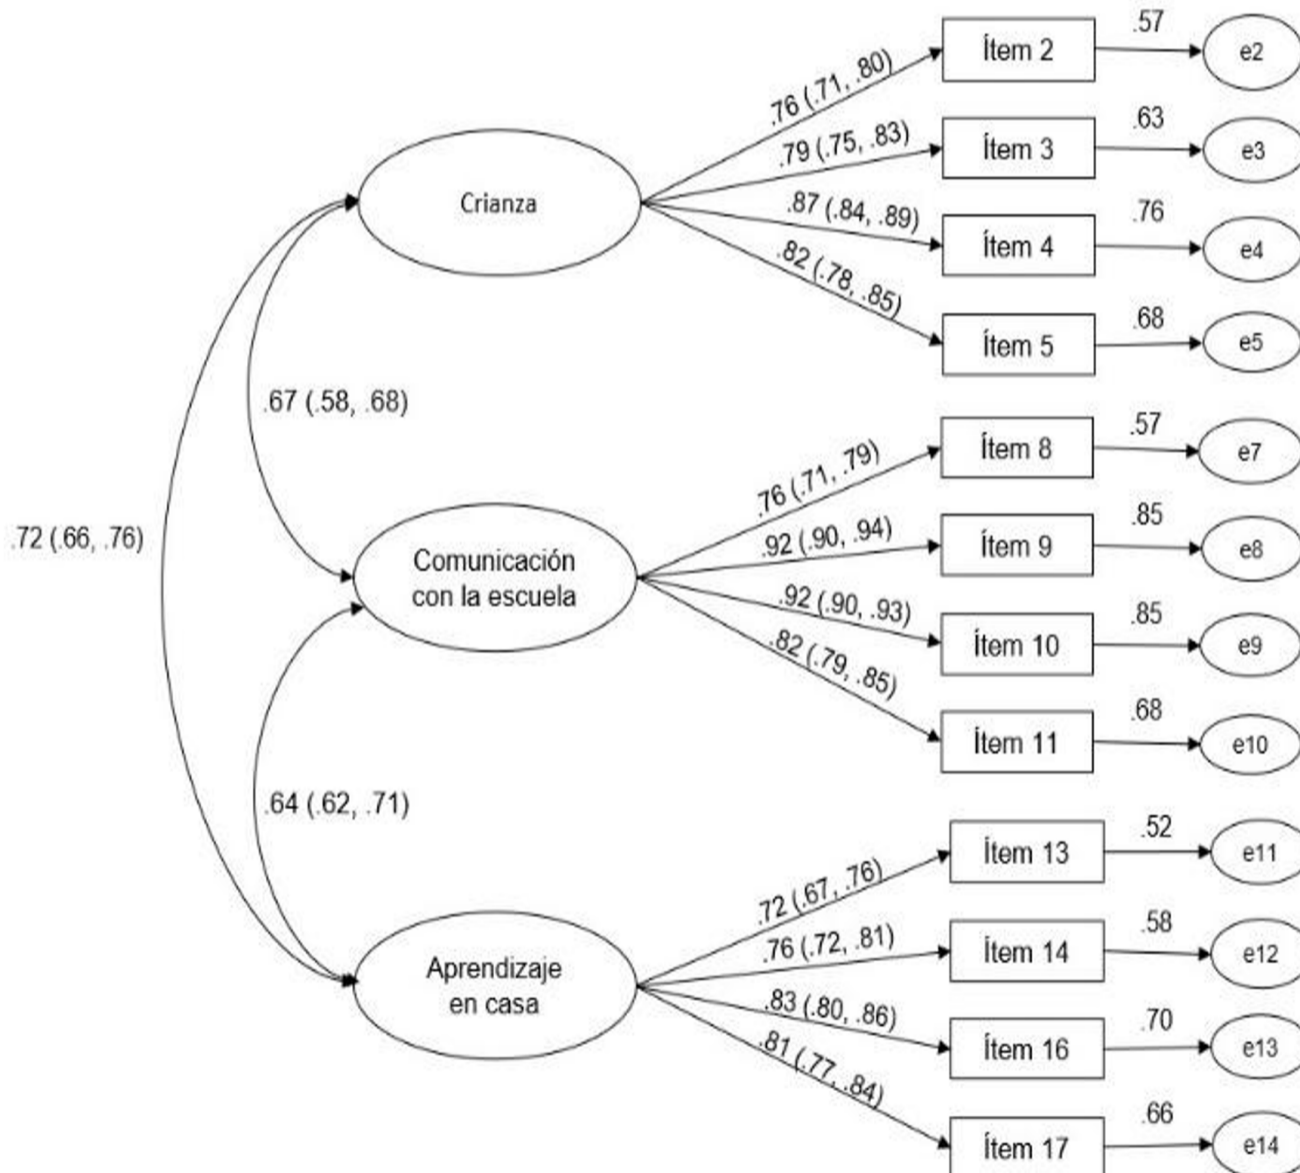 .57
.76 (.71, .80)
Ítem 2
e2
.63
.79 (.75, .83)
Ítem 3
e3
Crianza
.87 (.84, .89)
Ítem 4
.76
e4
.82 (.78, .85)
Ítem 5
.68
e5
.67 (.58, .68)
.76 (.71, .79)
Ítem 8
.57
e7
.72 (.66, .76)
Comunicación
con la escuela
.92 (.90, .94)
Ítem 9
.85
e8
.92 (.90, .93)
Ítem 10
.85
e9
.82 (.79, .85)
Ítem 11
.68
e10
.64 (.62, .71)
.72 (.67, .76)
Ítem 13
.52
e11
Aprendizaje
en casa
.76 (.72, .81)
Ítem 14
.58
e12
.83 (.80, .86)
Ítem 16
.70
e13
.81 (.77, .84)
Ítem 17
.66
e14